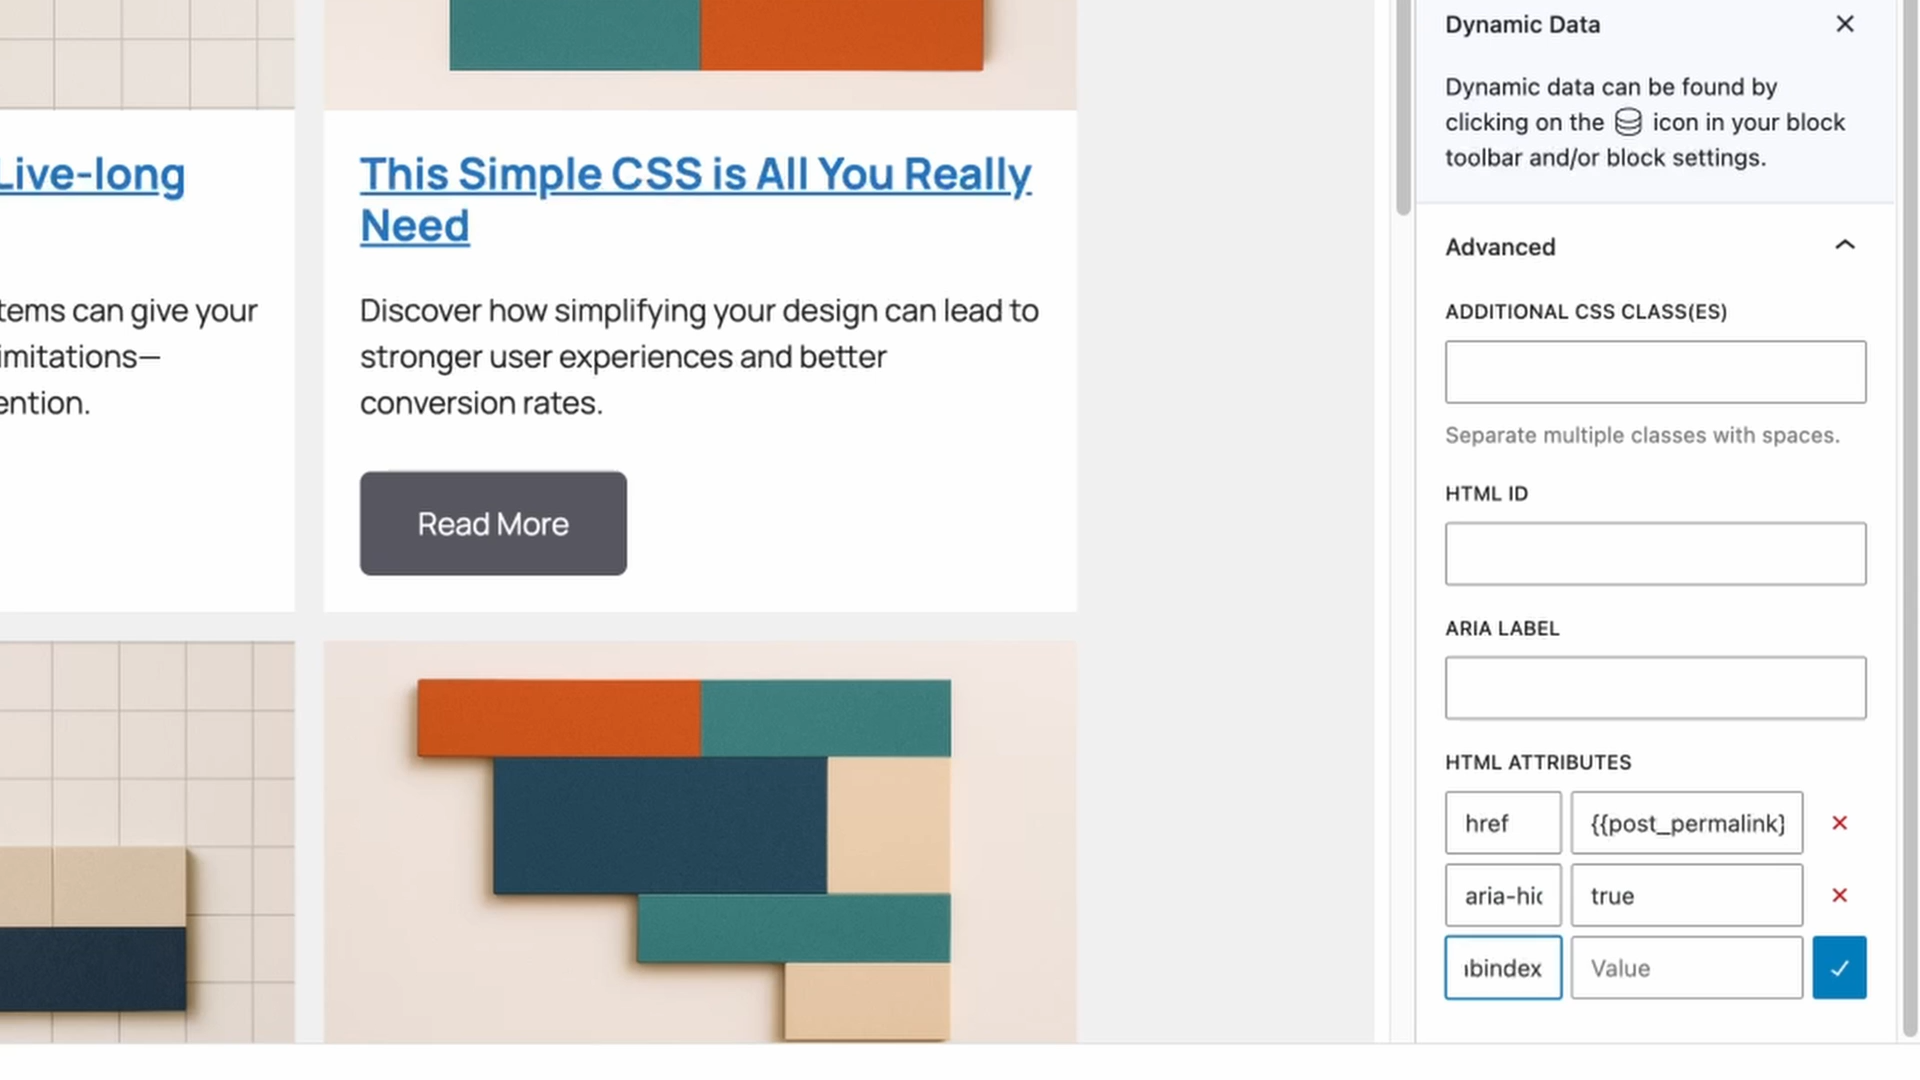 Live-long
tems can give your
imitations—
ention.
This Simple CSS is All You Really
Need
Discover how simplifying your design can lead to
stronger user experiences and better
conversion rates.
Read More
Dynamic Data
Dynamic data can be found by
clicking on the icon in your block
toolbar and/or block settings.
Advanced
ADDITIONAL CSS CLASS(ES)
Separate multiple classes with spaces.
HTML ID
ARIA LABEL
HTML ATTRIBUTES
href {{post_permalink}
aria-hid true
abindex Value